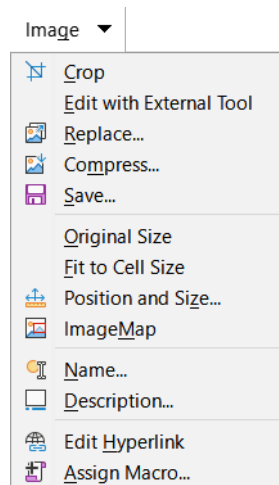 Image
Crop
Edit with External Tool
Replace...
Compress...
Save...
Original Size
Fit to Cell Size
Position and Size...
ImageMap
Name...
Description...
Edit Hyperlink
Assign Macro...